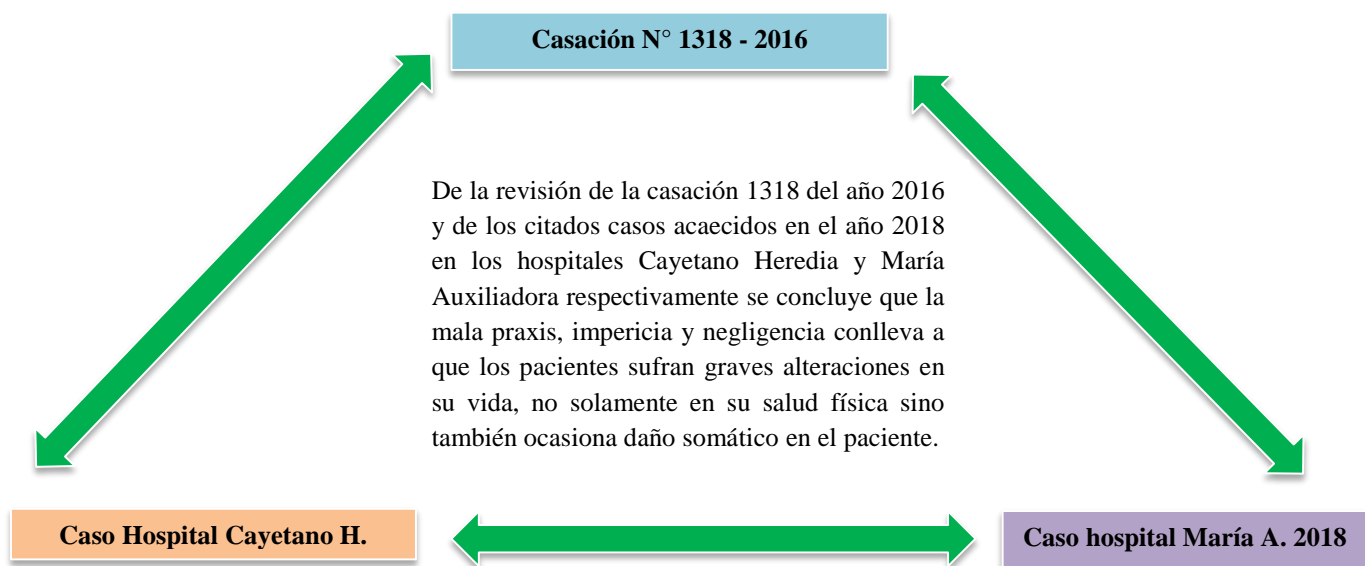 Casación N° 1318 - 2016
De la revisión de la casación 1318 del año 2016
y de los citados casos acaecidos en el año 2018
en los hospitales Cayetano Heredia y María
Auxiliadora respectivamente se concluye que la
mala praxis, impericia y negligencia conlleva a
que los pacientes sufran graves alteraciones en
su vida, no solamente en su salud física sino
también ocasiona daño somático en el paciente.
Caso Hospital Cayetano H.
Caso hospital María A. 2018